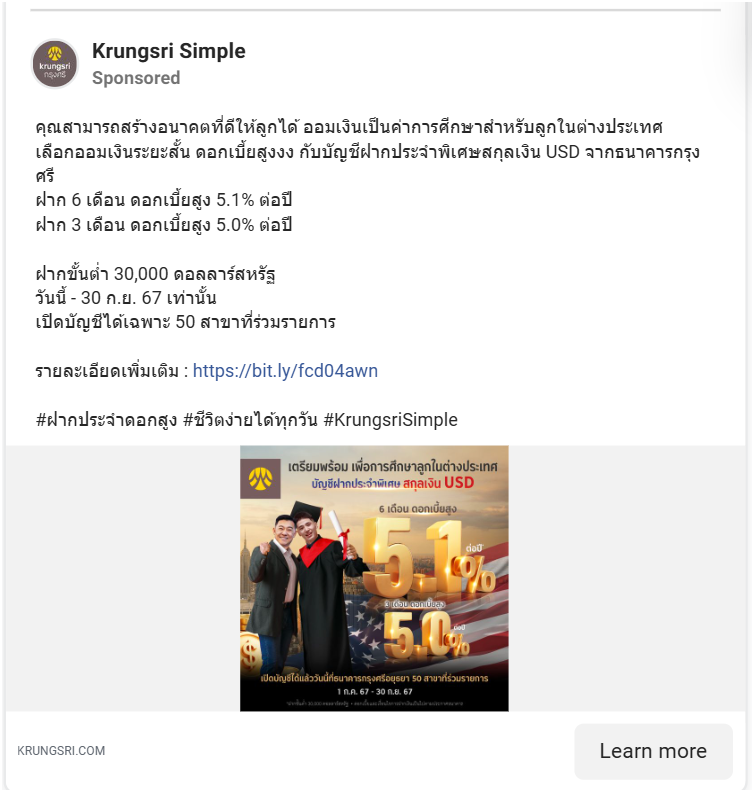 Krungsri Simple
Sponsored
krungsri
กรุงศรี
คุณสามารถสร้างอนาคตที่ดีให้ลูกได้ ออมเงินเป็นค่าการศึกษาสำหรับลูกในต่างประเทศ
เลือกออมเงินระยะสั้น ดอกเบี้ยสูงงง กับบัญชีฝากประจำพิเศษสกุลเงิน USD จากธนาคารกรุง
ศรี
ฝาก 6 เดือน ดอกเบี้ยสูง 5.1% ต่อปี
ฝาก 3 เดือน ดอกเบี้ยสูง 5.0% ต่อปี
ฝากขั้นต่ำ 30,000 ดอลลาร์สหรัฐ
วันนี้ - 30 ก.ย. 67 เท่านั้น
เปิดบัญชีได้เฉพาะ 50 สาขาที่ร่วมรายการ
รายละเอียดเพิ่มเติม : https://bit.ly/fcd04awn
#ฝากประจำดอกสูง #ชีวิตง่ายได้ทุกวัน #KrungsriSimple
เตรียมพร้อม เพื่อการศึกษาลูกในต่างประเทศ
บัญชีฝากประจำพิเศษ สกุลเงิน USD
6 เดือน ดอกเบี้ยสูง
5.1% ต่อปี
3 เดือน ดอกเบี้ยสูง
5.0% ต่อปี
เปิดบัญชีได้แล้ววันนี้ที่ธนาคารกรุงศรีอยุธยา 50 สาขาที่ร่วมรายการ
1 ก.ค. 67 - 30 ก.ย. 67
KRUNGSRI.COM
Learn more